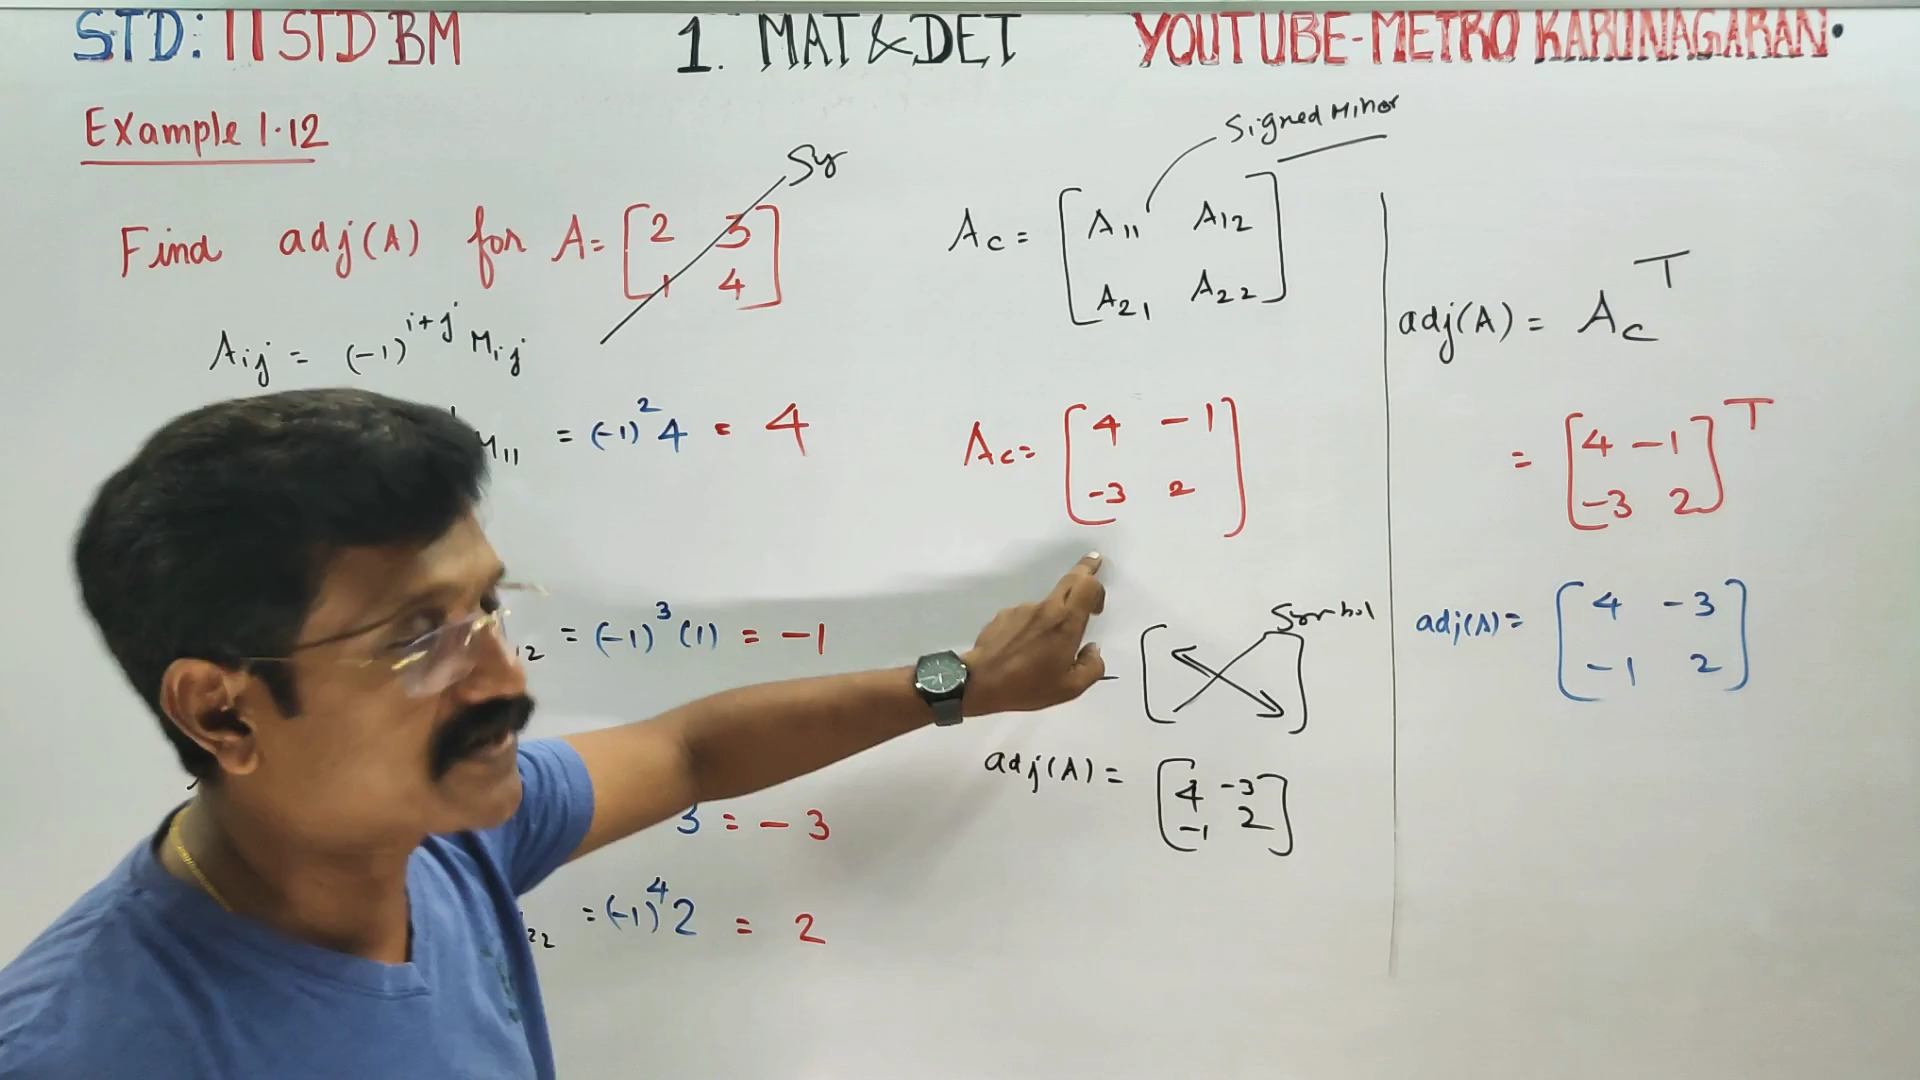 STD: 11 STD BM 1. MAT & DET YOUTUBE-METRO KARUNAGARAN.
Example 1.12
Find adj(A) for A= [2 3
1 4]
Sy
Aij = (-1)^i+j Mij
M11 = (-1)^2 4 = 4
12 = (-1)^3 (1) = -1
3 = -3
22 = (-1)^4 2 = 2
Signed Minor
Ac = [A11 A12
A21 A22]
Ac = [4 -1
-3 2]
Symbol
adj(A) = [4 -3
-1 2]
adj(A) = Ac^T
= [4 -1
-3 2]^T
adj(A) = [4 -3
-1 2]